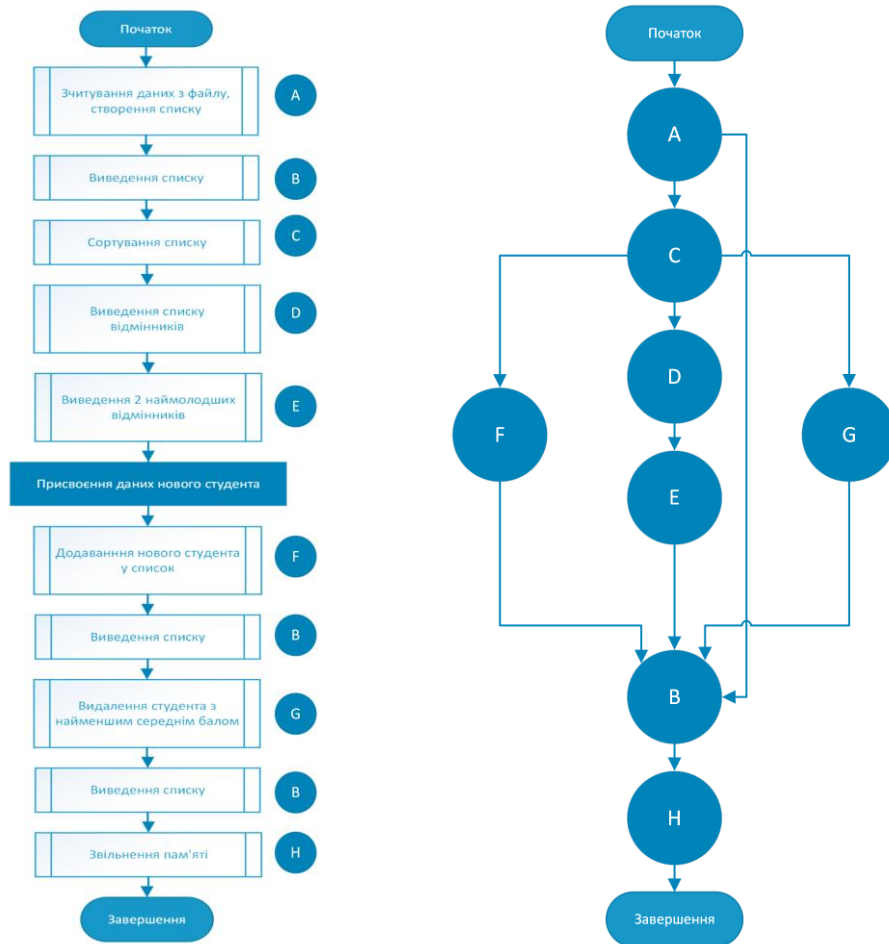 Початок
Зчитування даних з файлу,
створення списку
A
Виведення списку
B
Сортування списку
C
Виведення списку
відмінників
D
Виведення 2 наймолодших
відмінників
E
Присвоєння даних нового студента
Додаванння нового студента
у список
F
Виведення списку
B
Видалення студента з
найменшим середнім балом
G
Виведення списку
B
Звільнення пам'яті
H
Завершення
Початок
A
C
D
F
G
E
B
H
Завершення